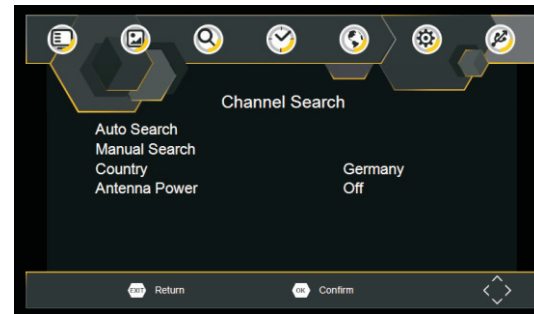 Channel Search
Auto Search
Manual Search
Country Germany
Antenna Power Off
EXIT Return OK Confirm